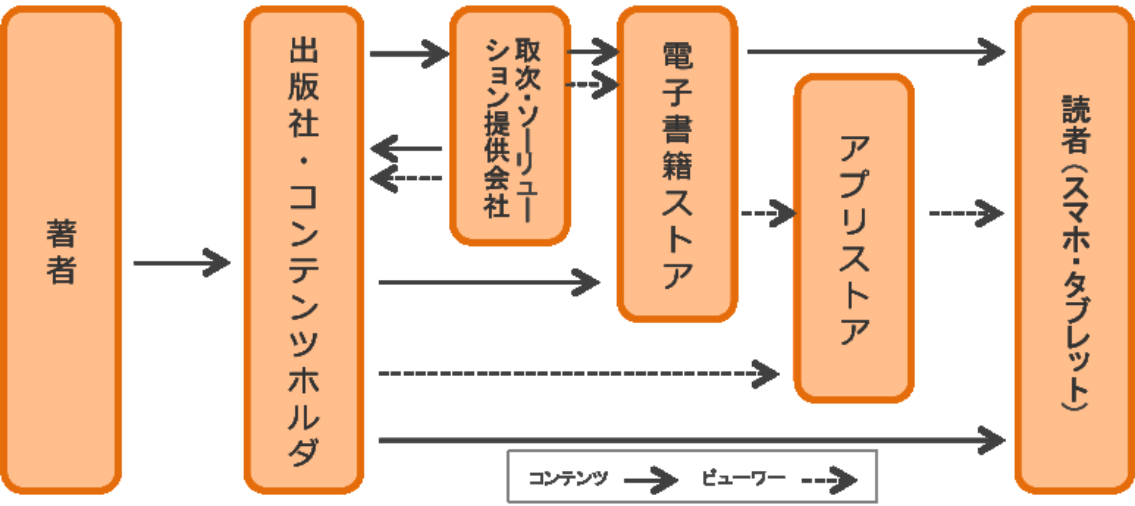 著者
出版社・コンテンツホルダ
取次・ソーリュー
ション提供会社
電子書籍ストア
アプリストア
読者（スマホ・タブレット）
コンテンツ
ビューワー